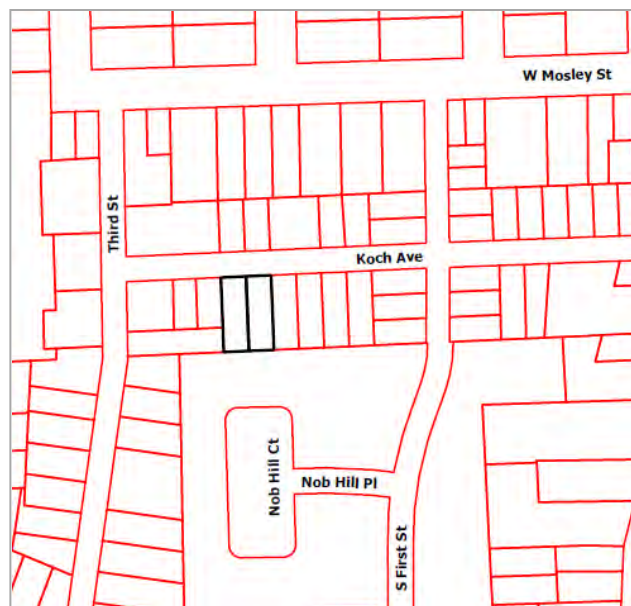 W Mosley St
Third St
Koch Ave
Nob Hill Ct
Nob Hill Pl
S First St